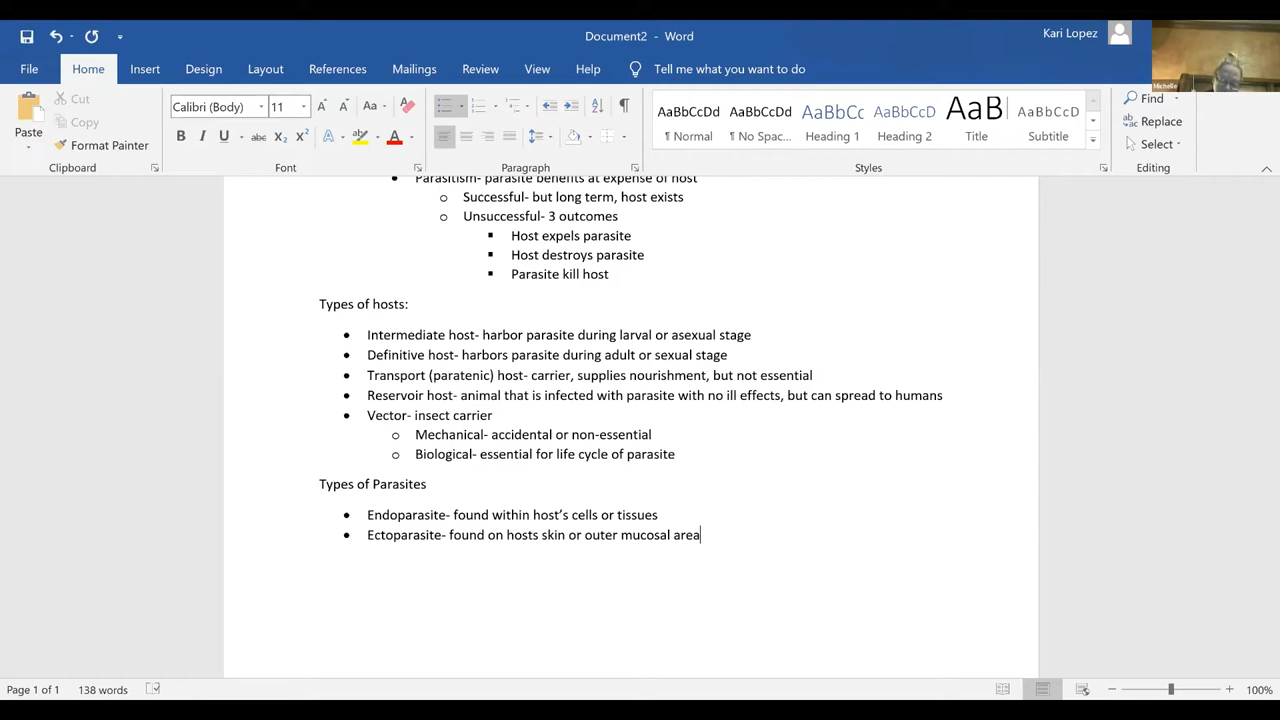 Document2 - Word
Kari Lopez
Michelle
File Home Insert Design Layout References Mailings Review View Help Tell me what you want to do
Cut
Copy
Paste
Format Painter
Clipboard
Calibri (Body) 11
Font
Paragraph
AaBbCcDd AaBbCcDd AaBbCc AaBbCcD AaB AaBbCcD
¶ Normal ¶ No Spac... Heading 1 Heading 2 Title Subtitle
Styles
Find
Replace
Select
Editing
• Parasitism- parasite benefits at expense of host
o Successful- but long term, host exists
o Unsuccessful- 3 outcomes
▪ Host expels parasite
▪ Host destroys parasite
▪ Parasite kill host
Types of hosts:
• Intermediate host- harbor parasite during larval or asexual stage
• Definitive host- harbors parasite during adult or sexual stage
• Transport (paratenic) host- carrier, supplies nourishment, but not essential
• Reservoir host- animal that is infected with parasite with no ill effects, but can spread to humans
• Vector- insect carrier
o Mechanical- accidental or non-essential
o Biological- essential for life cycle of parasite
Types of Parasites
• Endoparasite- found within host’s cells or tissues
• Ectoparasite- found on hosts skin or outer mucosal area
Page 1 of 1 138 words 100%